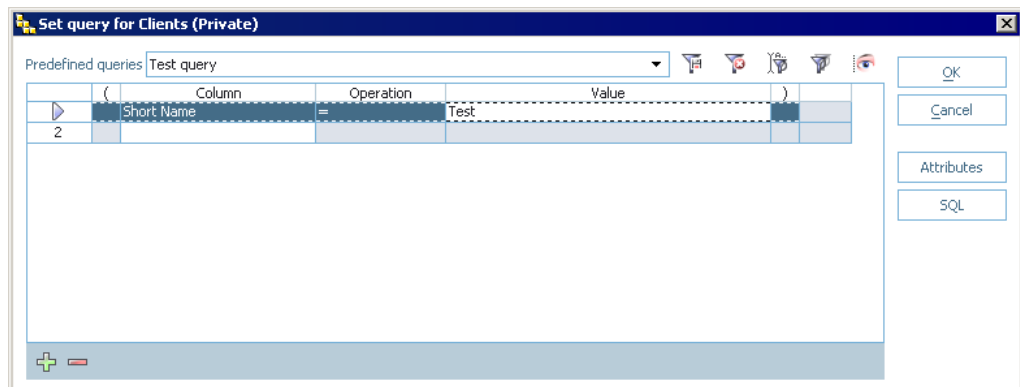 Set query for Clients (Private)
Predefined queries Test query
OK
( Column Operation Value )
Short Name = Test
Cancel
2
Attributes
SQL